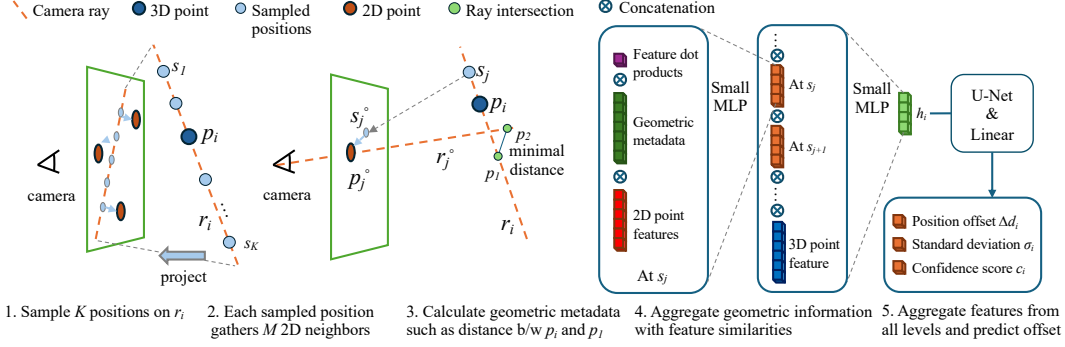 Camera ray
3D point
Sampled
positions
2D point
Ray intersection
Concatenation
s1
pi
camera
ri
sK
project
sj
pi
s°j
p2
r°j
minimal
distance
p°j
p1
camera
ri
Feature dot
products
Geometric
metadata
2D point
features
At sj
Small
MLP
At sj
At sj+1
3D point
feature
Small
MLP
hi
U-Net
&
Linear
Position offset Δdi
Standard deviation σi
Confidence score ci
1. Sample K positions on ri
2. Each sampled position
gathers M 2D neighbors
3. Calculate geometric metadata
such as distance b/w pi and p1
4. Aggregate geometric information
with feature similarities
5. Aggregate features from
all levels and predict offset